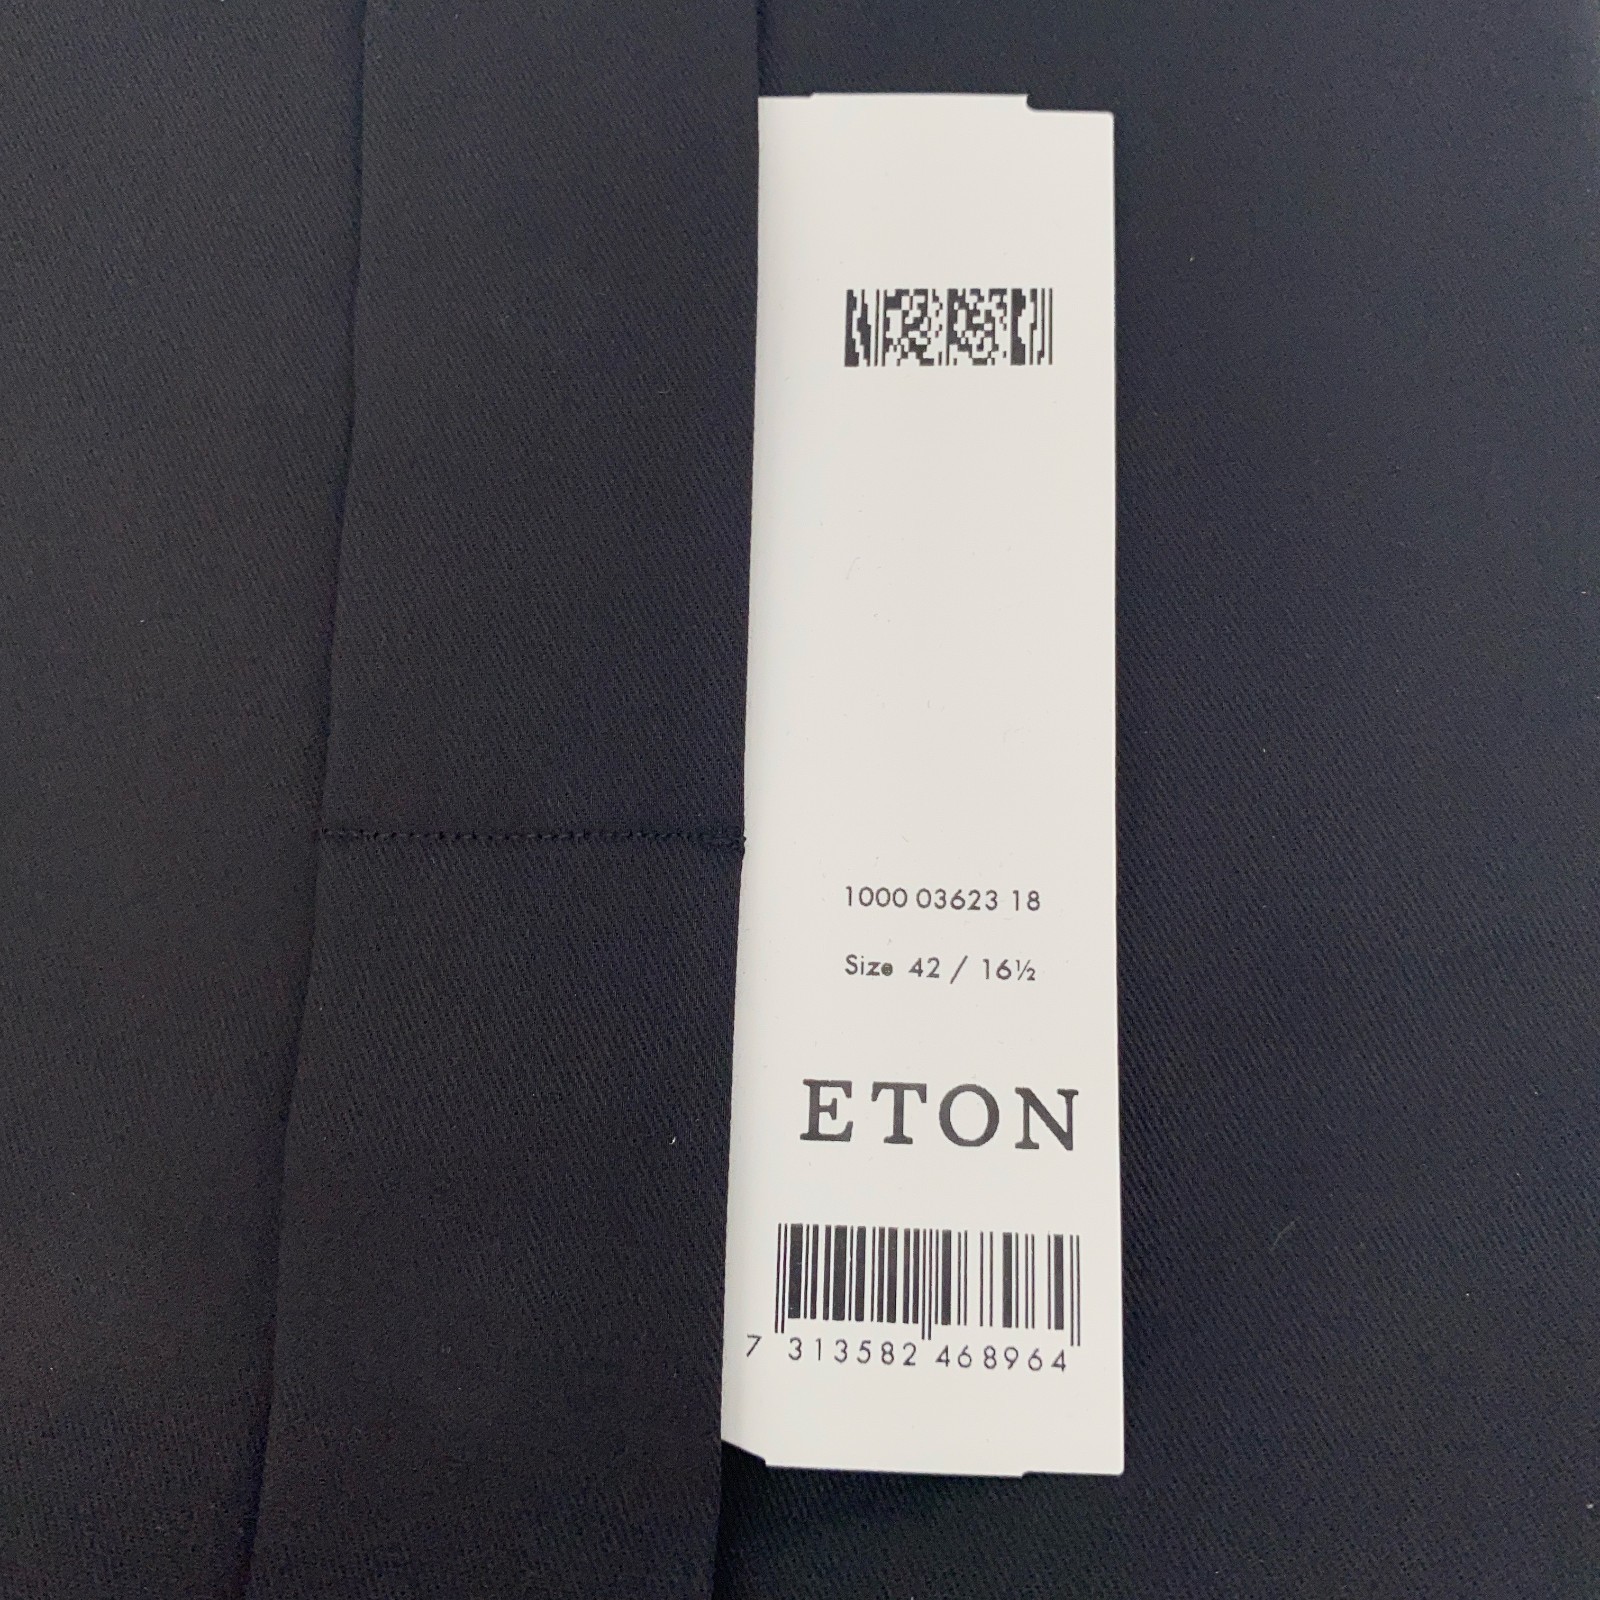 1000 03623 18
Size 42 / 16½
ETON
7 313582 468964